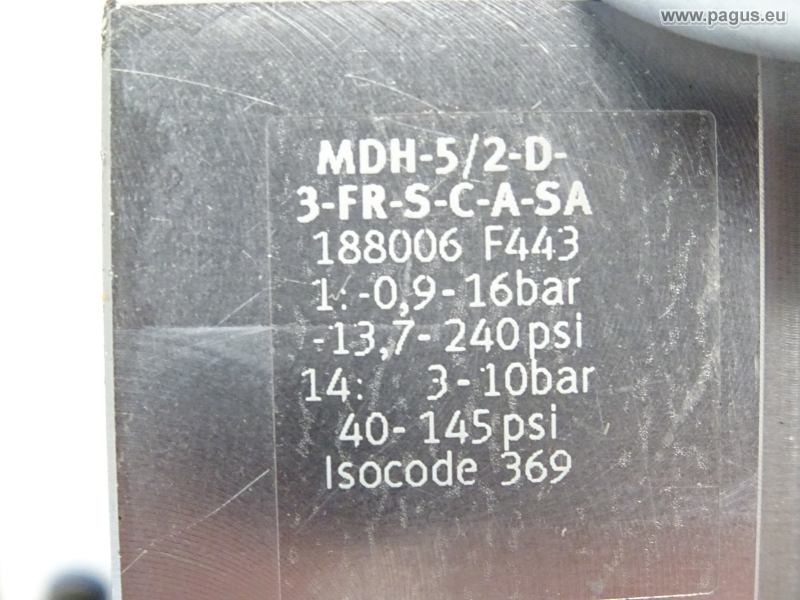 www.pagus.eu
MDH-5/2-D-
3-FR-S-C-A-SA
188006 F443
1: -0,9-16bar
-13,7-240psi
14: 3-10bar
40-145psi
Isocode 369